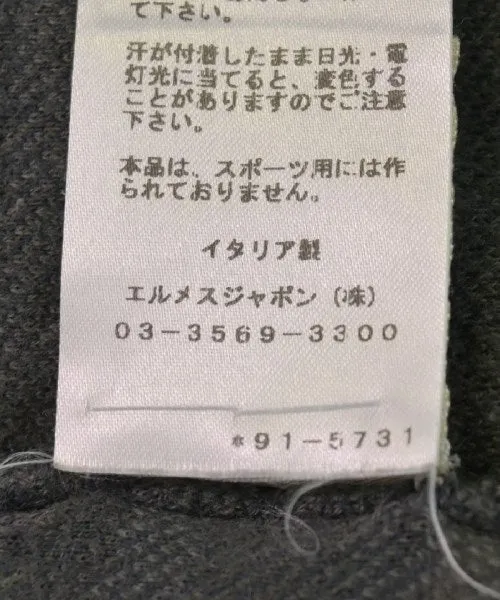 て下さい。
汗が付着したまま日光・電
灯光に当てると、変色する
ことがありますのでご注意
下さい。
本品は、スポーツ用には作
られておりません。
イタリア製
エルメスジャポン（株）
03-3569-3300
*91-5731